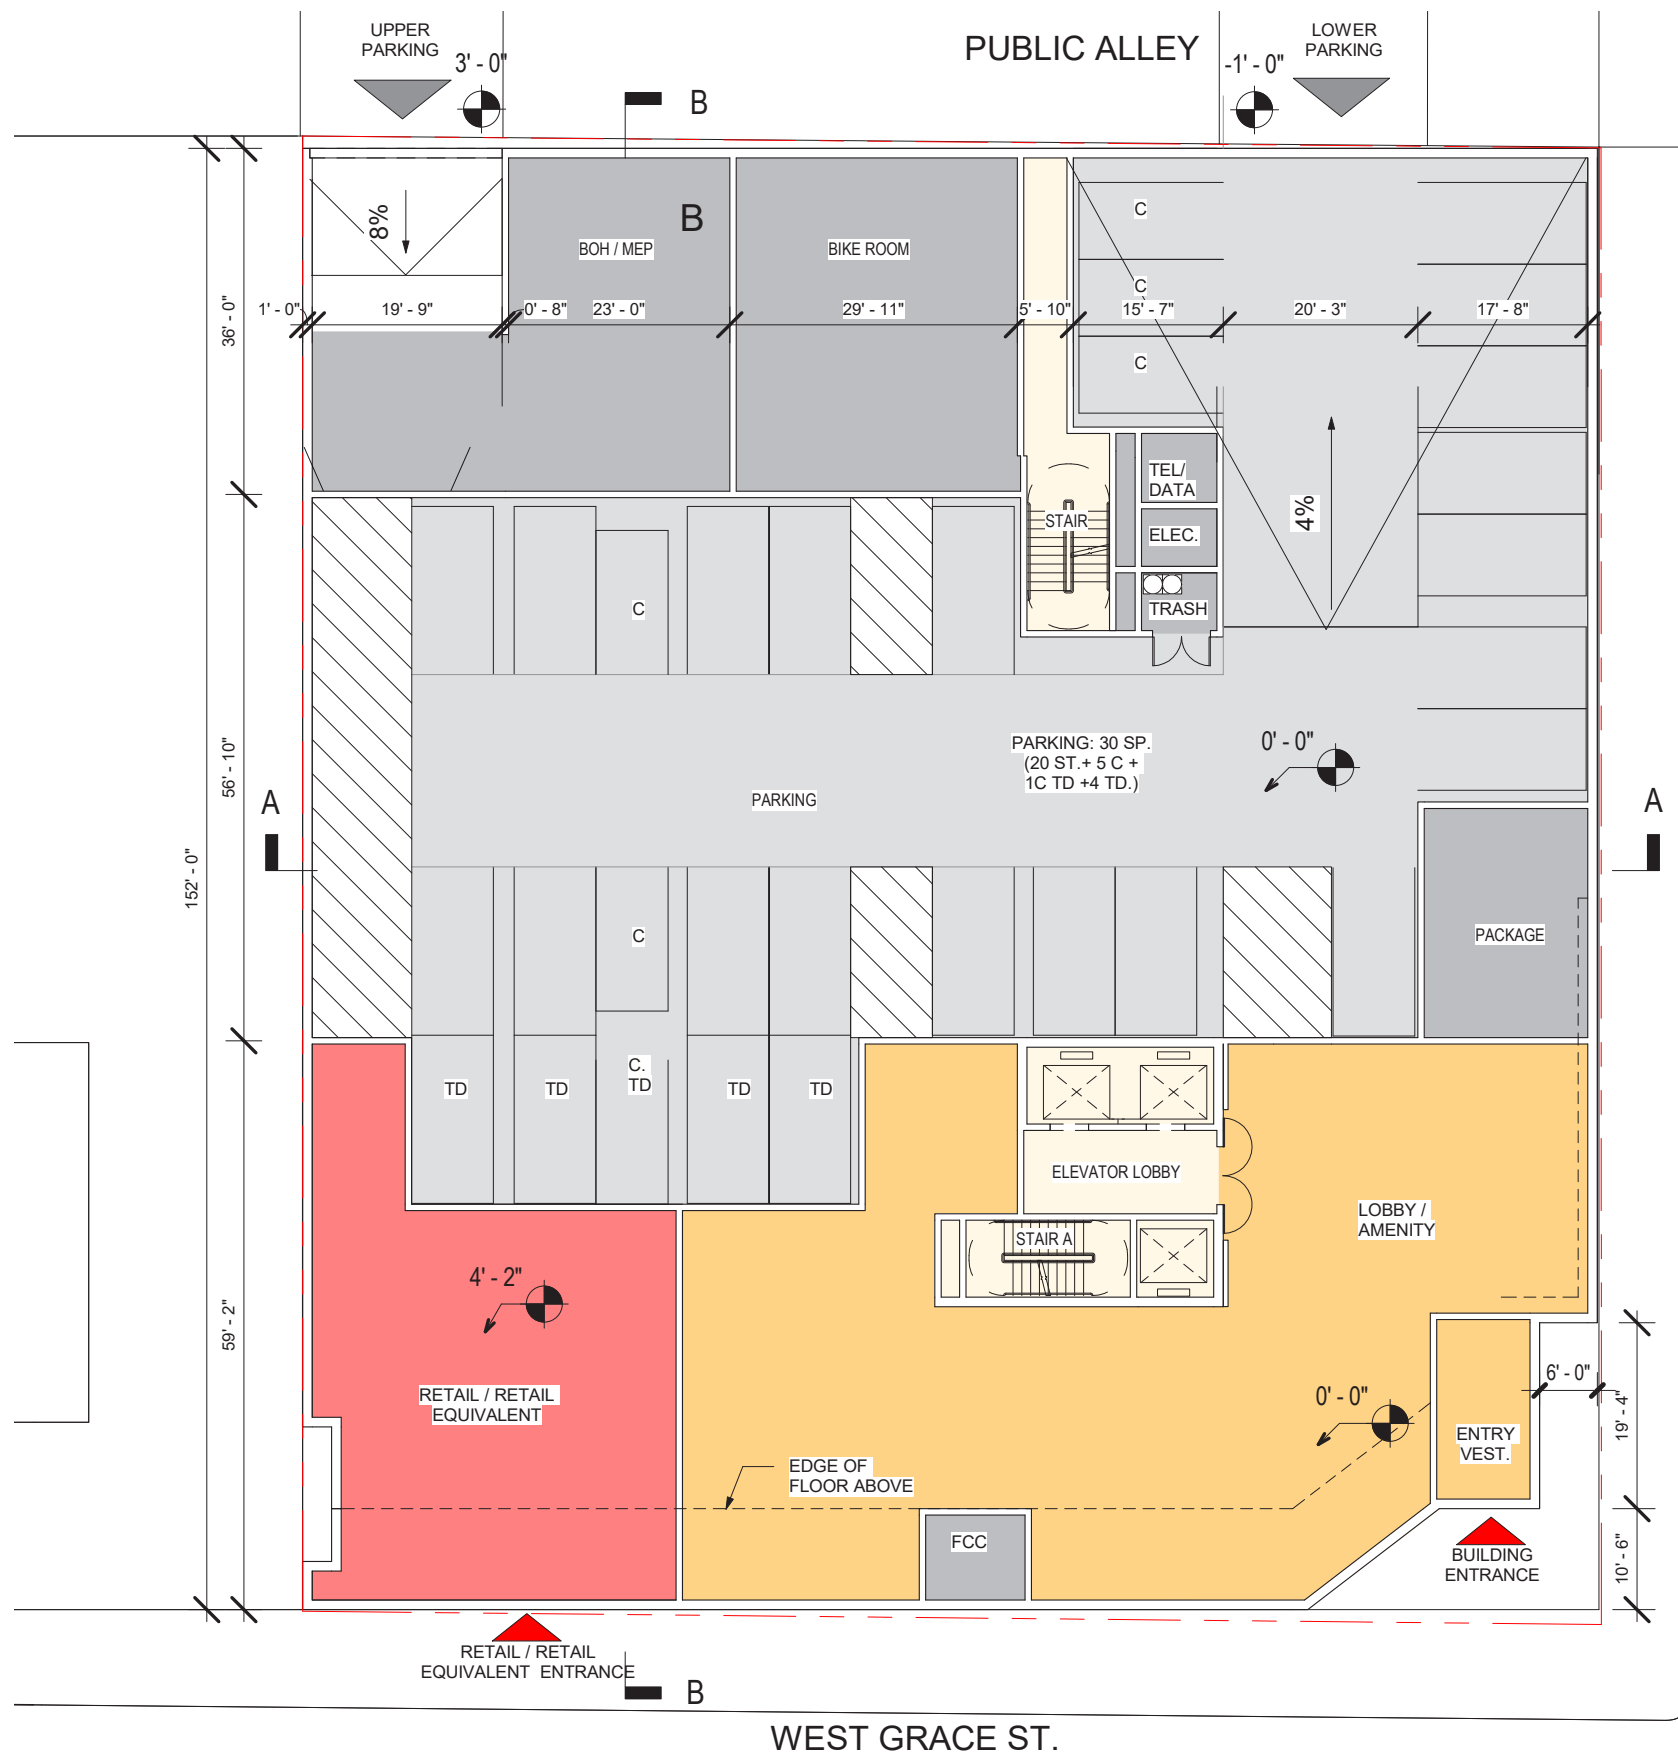 UPPER
PARKING
3' - 0"
PUBLIC ALLEY
-1' - 0"
LOWER
PARKING
B
8%
B
BOH / MEP
BIKE ROOM
C
C
C
1' - 0"
19' - 9"
0' - 8"
23' - 0"
29' - 11"
5' - 10"
15' - 7"
20' - 3"
17' - 8"
36' - 0"
TEL/
DATA
STAIR
ELEC.
4%
C
TRASH
56' - 10"
PARKING: 30 SP.
(20 ST.+ 5 C +
1C TD +4 TD.)
0' - 0"
PARKING
A
A
152' - 0"
C
PACKAGE
TD
TD
C.
TD
TD
TD
ELEVATOR LOBBY
LOBBY /
AMENITY
STAIR A
4' - 2"
59' - 2"
RETAIL / RETAIL
EQUIVALENT
0' - 0"
6' - 0"
19' - 4"
ENTRY
VEST.
EDGE OF
FLOOR ABOVE
FCC
10' - 6"
BUILDING
ENTRANCE
RETAIL / RETAIL
EQUIVALENT ENTRANCE
B
WEST GRACE ST.